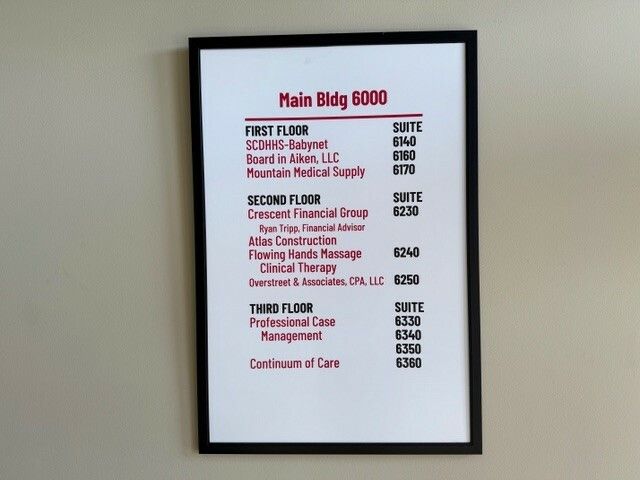 Main Bldg 6000
FIRST FLOOR SUITE
SCDHHS-Babynet 6140
Board in Aiken, LLC 6160
Mountain Medical Supply 6170
SECOND FLOOR SUITE
Crescent Financial Group 6230
Ryan Tripp, Financial Advisor
Atlas Construction
Flowing Hands Massage 6240
Clinical Therapy
Overstreet & Associates, CPA, LLC 6250
THIRD FLOOR SUITE
Professional Case 6330
Management 6340
6350
Continuum of Care 6360